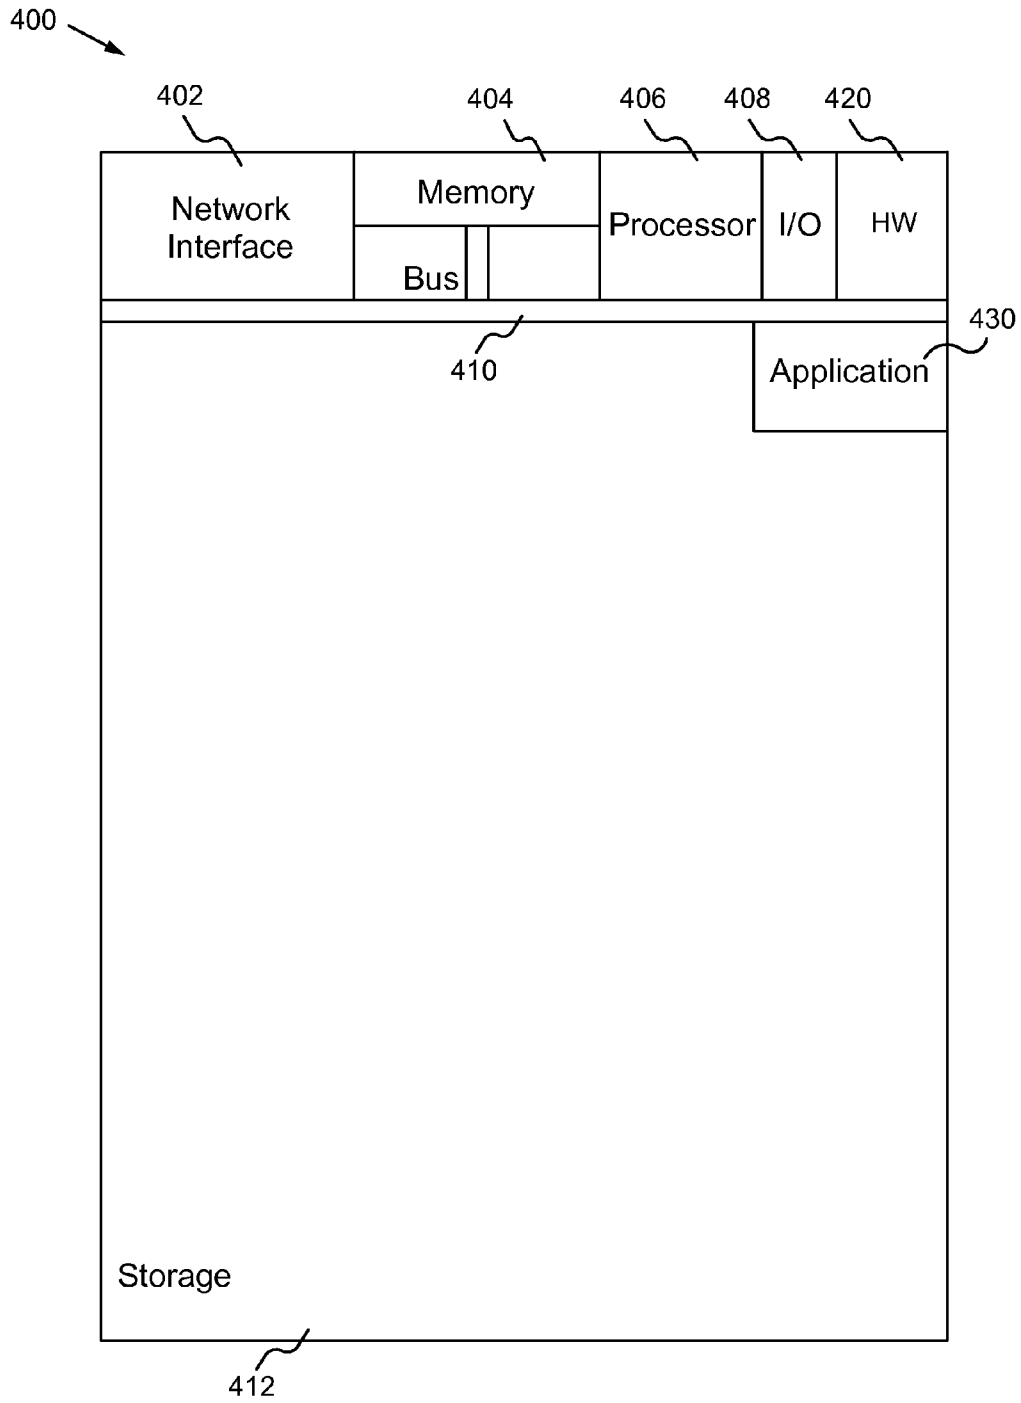 400
402
404
406
408
420
Network
Interface
Memory
Processor
I/O
HW
Bus
430
410
Application
Storage
412